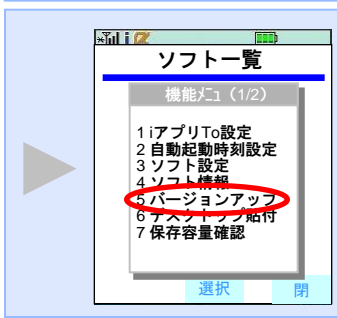 ソフト一覧
機能ﾒﾆｭ (1/2)
1 iアプリTo設定
2 自動起動時刻設定
3 ソフト設定
4 ソフト情報
5 バージョンアップ
6 デスクトップ貼付
7 保存容量確認
選択 閉